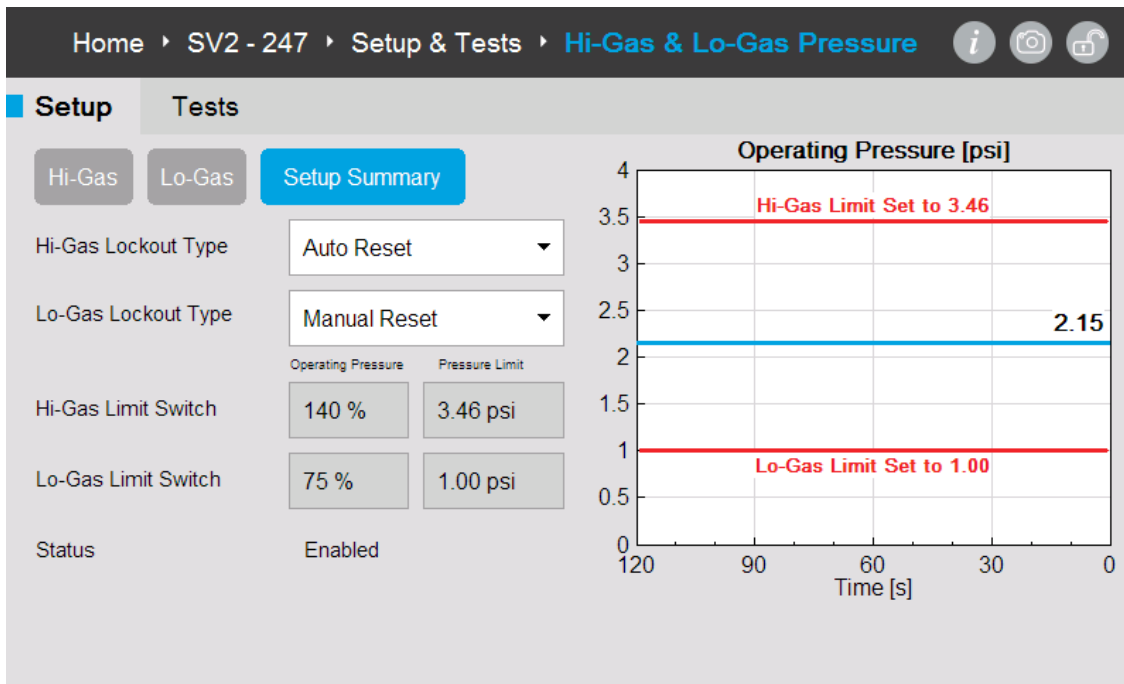 Home ‣ SV2 - 247 ‣ Setup & Tests ‣ Hi-Gas & Lo-Gas Pressure i
Setup Tests
Hi-Gas Lo-Gas Setup Summary
Hi-Gas Lockout Type Auto Reset
Lo-Gas Lockout Type Manual Reset
Operating Pressure Pressure Limit
Hi-Gas Limit Switch 140 % 3.46 psi
Lo-Gas Limit Switch 75 % 1.00 psi
Status Enabled
Operating Pressure [psi]
4
Hi-Gas Limit Set to 3.46
3.5
3
2.5
2.15
2
1.5
1
Lo-Gas Limit Set to 1.00
0.5
0
120 90 60 30 0
Time [s]